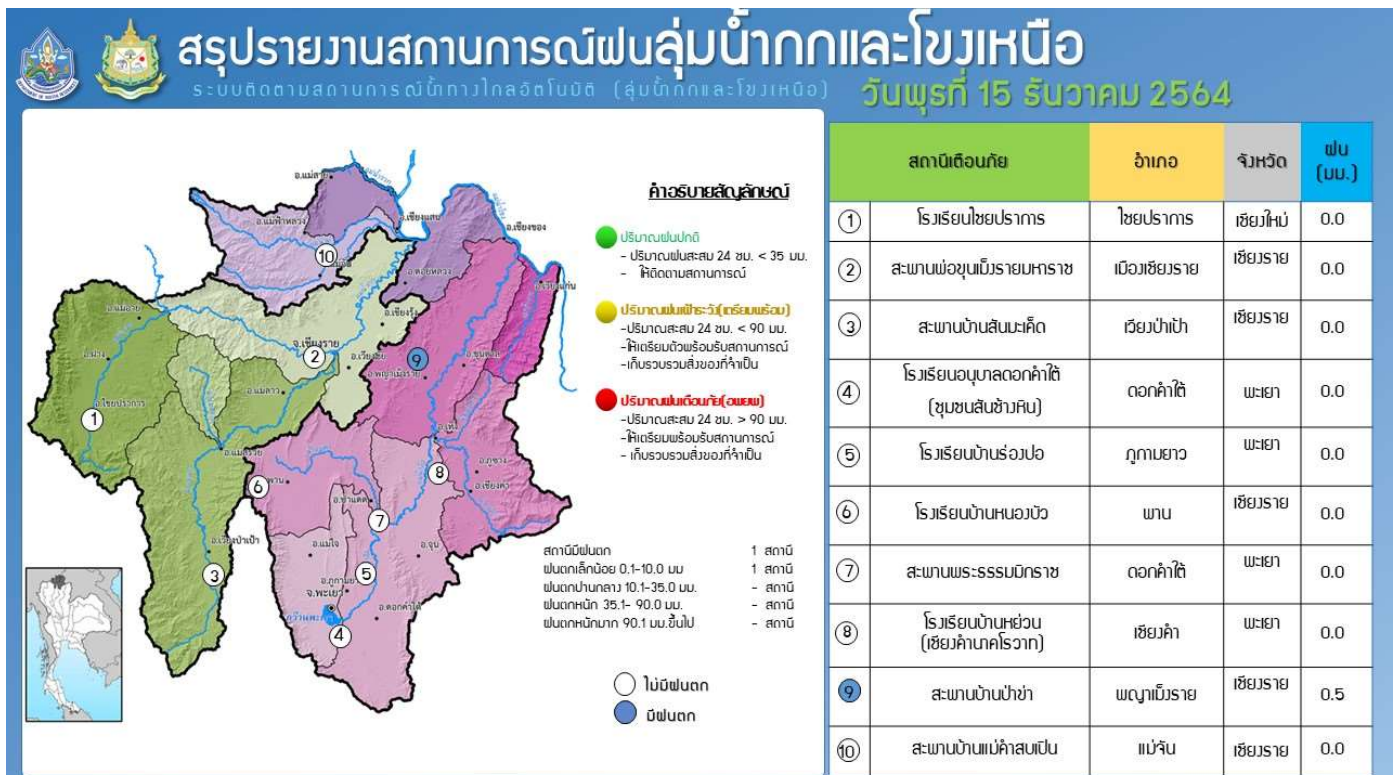 สรุปรายงานสถานการณ์ฝนลุ่มน้ำกกและโขงเหนือ
ระบบติดตามสถานการณ์น้ำทางไกลอัตโนมัติ (ลุ่มน้ำกกและโขงเหนือ)
วันพุธที่ 15 ธันวาคม 2564
อ.แม่สาย
อ.แม่ฟ้าหลวง
อ.เชียงแสน
อ.เชียงของ
10
อ.ดอยหลวง
อ.เวียงแก่น
อ.แม่อาย
อ.เชียงรุ้ง
จ.เชียงราย
2
อ.ฝาง
อ.เวียงชัย
9
อ.ขุนตาล
อ.พญาเม็งราย
อ.แม่ลาว
อ.ไชยปราการ
1
อ.เทิง
อ.แม่สรวย
8
อ.ภูซาง
อ.เชียงคำ
6
อ.ป่าแดด
7
อ.เวียงป่าเป้า
อ.แม่ใจ
อ.จุน
3
5
อ.ภูกามยาว
จ.พะเยา
อ.ดอกคำใต้
กว๊านพะเยา
4
คำอธิบายสัญลักษณ์
ปริมาณฝนปกติ
- ปริมาณฝนสะสม 24 ชม. < 35 มม.
- ให้ติดตามสถานการณ์
ปริมาณฝนเฝ้าระวัง(เตรียมพร้อม)
-ปริมาณสะสม 24 ชม. < 90 มม.
-ให้เตรียมตัวพร้อมรับสถานการณ์
-เก็บรวบรวมสิ่งของที่จำเป็น
ปริมาณฝนเตือนภัย(อพยพ)
-ปริมาณสะสม 24 ชม. > 90 มม.
-ให้เตรียมพร้อมรับสถานการณ์
- เก็บรวบรวมสิ่งของที่จำเป็น
สถานีมีฝนตก 1 สถานี
ฝนตกเล็กน้อย 0.1-10.0 มม 1 สถานี
ฝนตกปานกลาง 10.1-35.0 มม. - สถานี
ฝนตกหนัก 35.1- 90.0 มม. - สถานี
ฝนตกหนักมาก 90.1 มม.ขึ้นไป - สถานี
ไม่มีฝนตก
มีฝนตก
สถานีเตือนภัย อำเภอ จังหวัด ฝน (มม.)
1 โรงเรียนไชยปราการ ไชยปราการ เชียงใหม่ 0.0
2 สะพานพ่อขุนเม็งรายมหาราช เมืองเชียงราย เชียงราย 0.0
3 สะพานบ้านสันมะเค็ด เวียงป่าเป้า เชียงราย 0.0
4 โรงเรียนอนุบาลดอกคำใต้ (ชุมชนสันช้างหิน) ดอกคำใต้ พะเยา 0.0
5 โรงเรียนบ้านร่องปอ ภูกามยาว พะเยา 0.0
6 โรงเรียนบ้านหนองบัว พาน เชียงราย 0.0
7 สะพานพระธรรมมิกราช ดอกคำใต้ พะเยา 0.0
8 โรงเรียนบ้านหย่วน (เชียงคำนาคโรวาท) เชียงคำ พะเยา 0.0
9 สะพานบ้านป่าข่า พญาเม็งราย เชียงราย 0.5
10 สะพานบ้านแม่คำสบเปิน แม่จัน เชียงราย 0.0